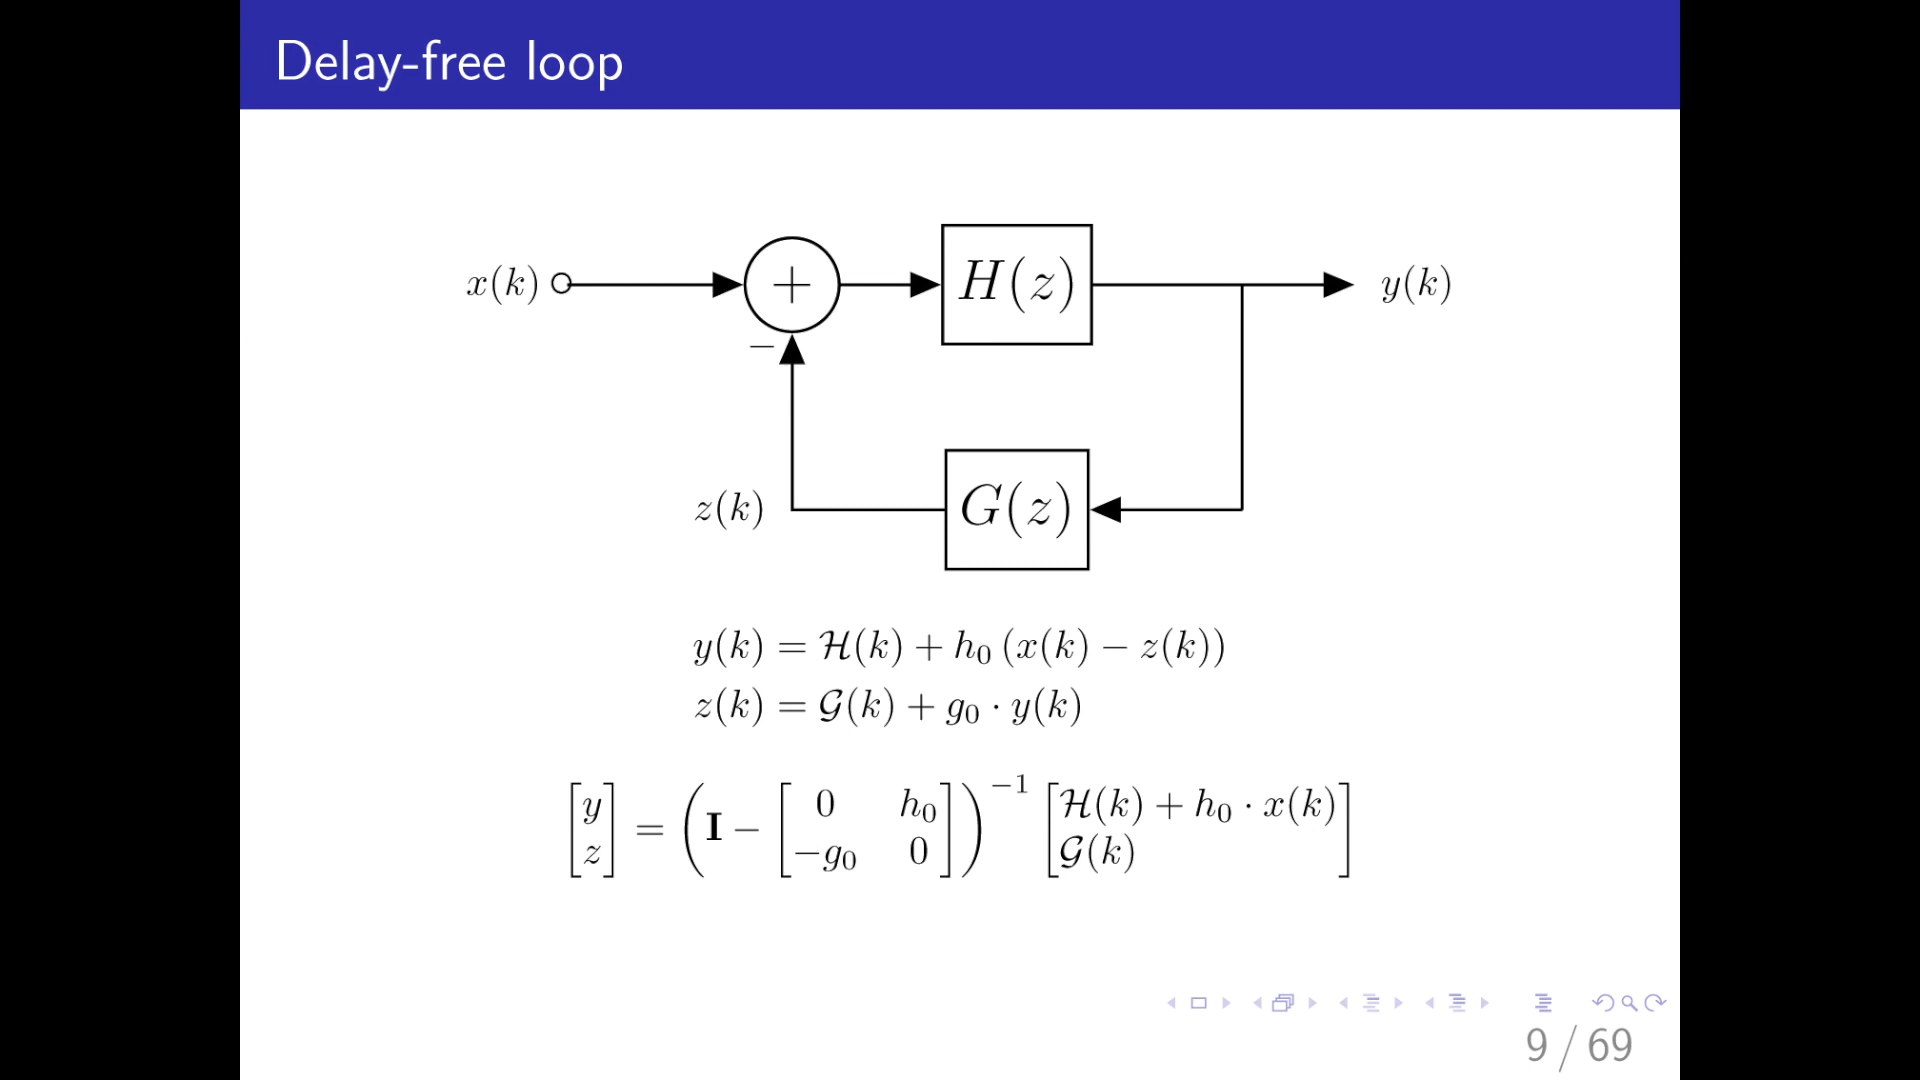 Delay-free loop
x(k) + H(z) y(k)
−
z(k) G(z)
y(k) = ℋ(k) + h₀ (x(k) − z(k))
z(k) = 𝒢(k) + g₀ · y(k)
[y z] = (I − [0 h₀ −g₀ 0])⁻¹ [ℋ(k) + h₀ · x(k) 𝒢(k)]
9 / 69